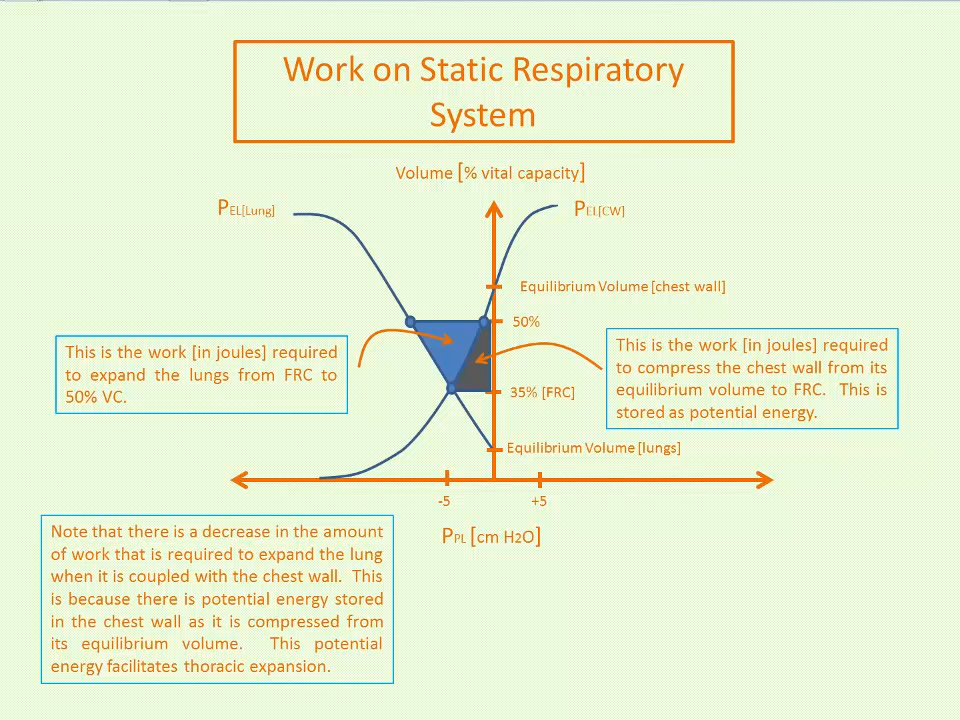 Work on Static Respiratory
System
Volume [% vital capacity]
PEL[Lung]
PEL[CW]
Equilibrium Volume [chest wall]
50%
This is the work [in joules] required
to expand the lungs from FRC to
50% VC.
This is the work [in joules] required
to compress the chest wall from its
equilibrium volume to FRC. This is
stored as potential energy.
35% [FRC]
Equilibrium Volume [lungs]
-5
+5
PPL [cm H2O]
Note that there is a decrease in the amount
of work that is required to expand the lung
when it is coupled with the chest wall. This
is because there is potential energy stored
in the chest wall as it is compressed from
its equilibrium volume. This potential
energy facilitates thoracic expansion.